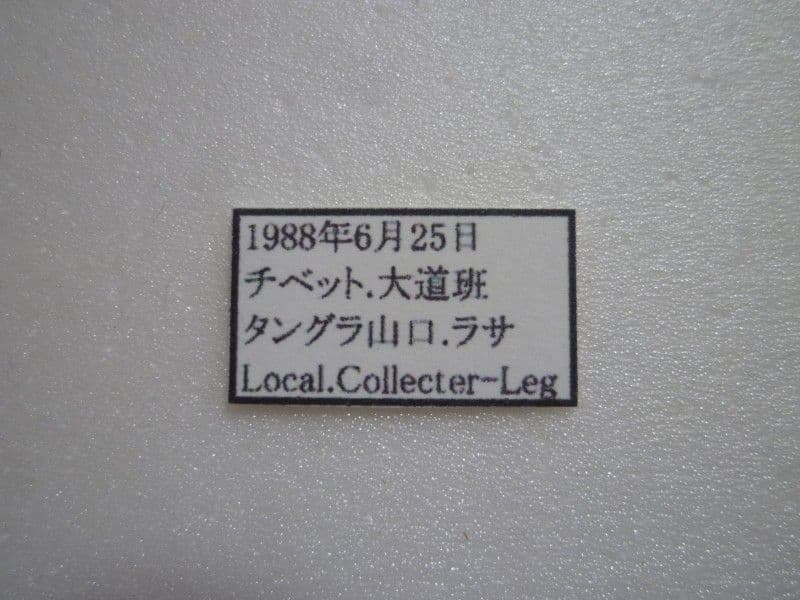 1988年6月25日
チベット.大道班
タングラ山口.ラサ
Local.Collecter-Leg